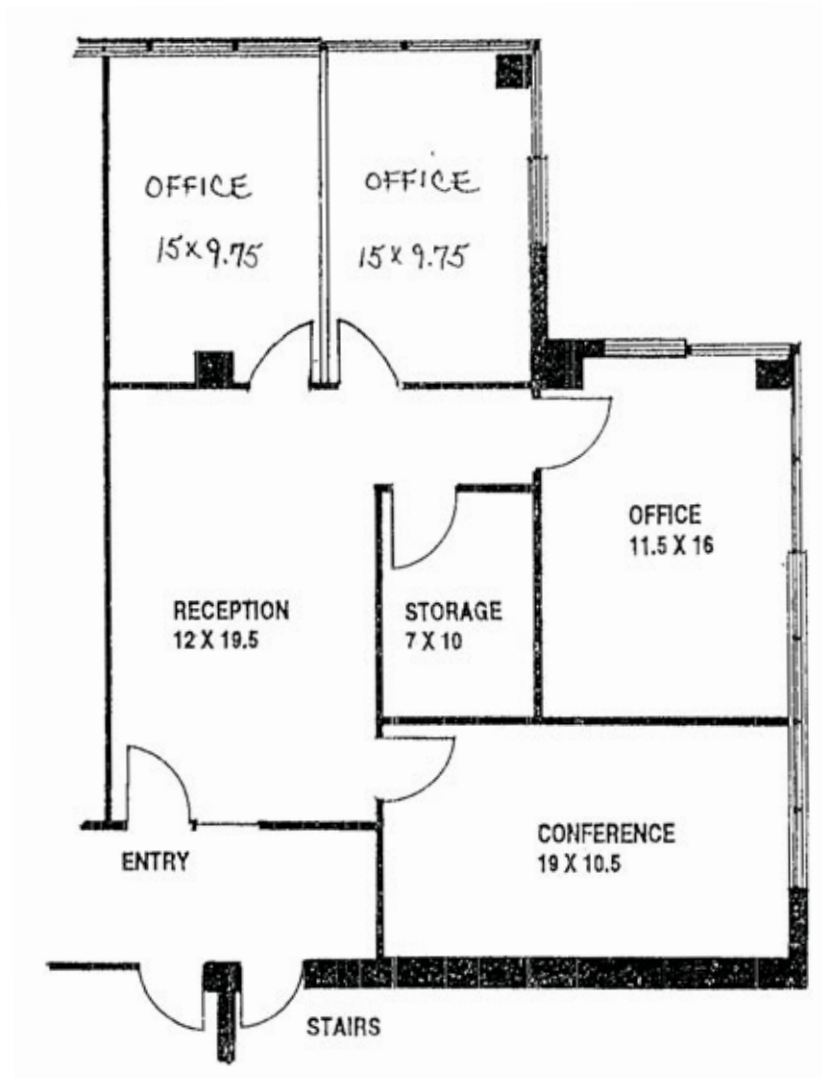 OFFICE
15 X 9.75
OFFICE
15 X 9.75
OFFICE
11.5 X 16
RECEPTION
12 X 19.5
STORAGE
7 X 10
CONFERENCE
19 X 10.5
ENTRY
STAIRS